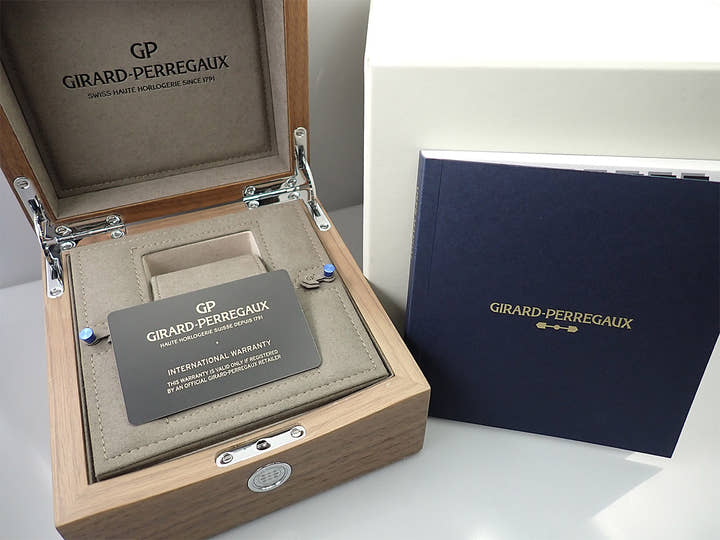 GP
GIRARD-PERREGAUX
SWISS HAUTE HORLOGERIE SINCE 1791
GP
GIRARD-PERREGAUX
HAUTE HORLOGERIE SUISSE DEPUIS 1791
INTERNATIONAL WARRANTY
THIS WARRANTY IS VALID ONLY IF REGISTERED
BY AN OFFICIAL GIRARD-PERREGAUX RETAILER
GIRARD-PERREGAUX